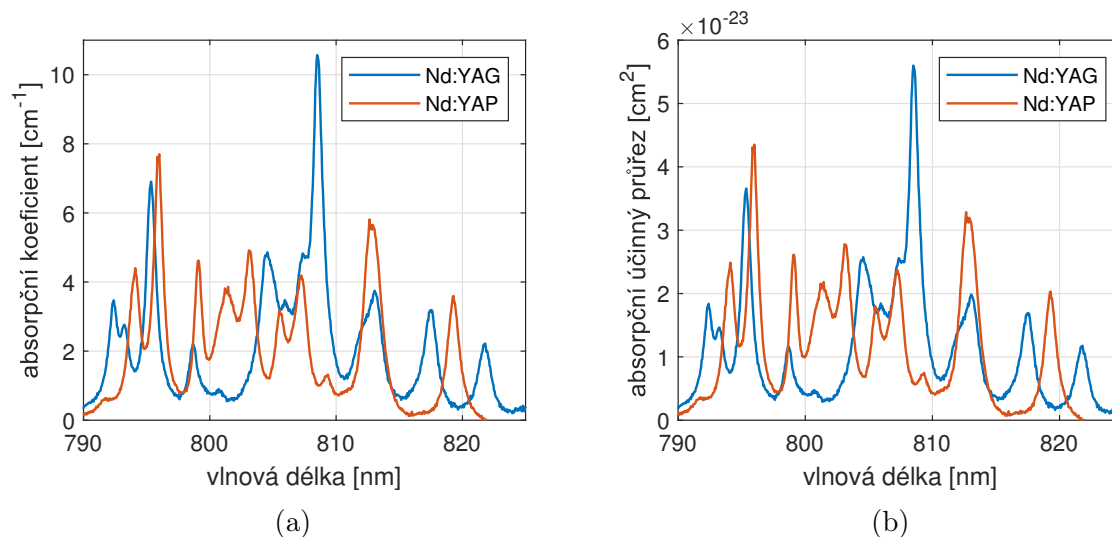 absorpční koeficient [cm⁻¹]
10
8
6
4
2
0
790
800
810
820
vlnová délka [nm]
Nd:YAG
Nd:YAP
(a)
×10⁻²³
absorpční účinný průřez [cm²]
6
5
4
3
2
1
0
790
800
810
820
vlnová délka [nm]
Nd:YAG
Nd:YAP
(b)